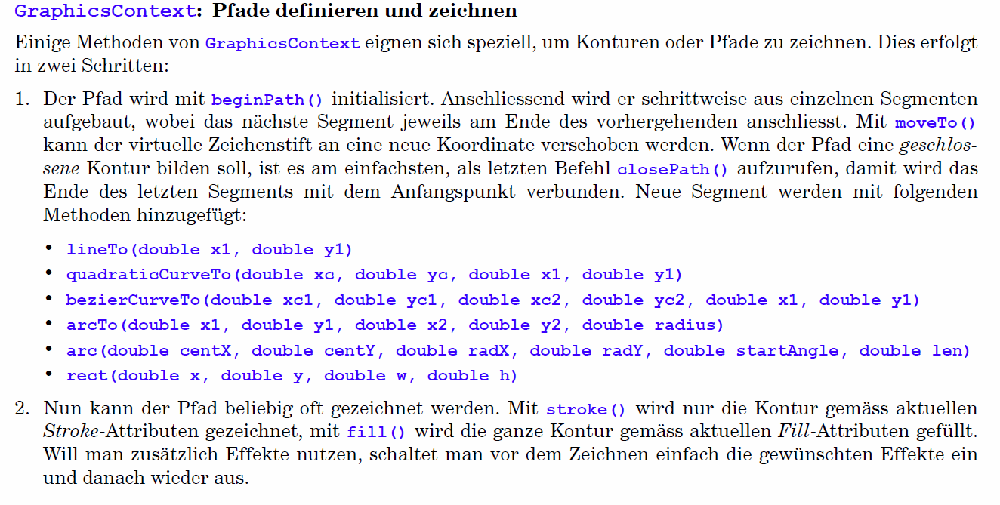 GraphicsContext: Pfade definieren und zeichnen
Einige Methoden von GraphicsContext eignen sich speziell, um Konturen oder Pfade zu zeichnen. Dies erfolgt
in zwei Schritten:
1. Der Pfad wird mit beginPath() initialisiert. Anschliessend wird er schrittweise aus einzelnen Segmenten
aufgebaut, wobei das nächste Segment jeweils am Ende des vorhergehenden anschliesst. Mit moveTo()
kann der virtuelle Zeichenstift an eine neue Koordinate verschoben werden. Wenn der Pfad eine geschlos-
sene Kontur bilden soll, ist es am einfachsten, als letzten Befehl closePath() aufzurufen, damit wird das
Ende des letzten Segments mit dem Anfangspunkt verbunden. Neue Segment werden mit folgenden
Methoden hinzugefügt:
• lineTo(double x1, double y1)
• quadraticCurveTo(double xc, double yc, double x1, double y1)
• bezierCurveTo(double xc1, double yc1, double xc2, double yc2, double x1, double y1)
• arcTo(double x1, double y1, double x2, double y2, double radius)
• arc(double centX, double centY, double radX, double radY, double startAngle, double len)
• rect(double x, double y, double w, double h)
2. Nun kann der Pfad beliebig oft gezeichnet werden. Mit stroke() wird nur die Kontur gemäss aktuellen
Stroke-Attributen gezeichnet, mit fill() wird die ganze Kontur gemäss aktuellen Fill-Attributen gefüllt.
Will man zusätzlich Effekte nutzen, schaltet man vor dem Zeichnen einfach die gewünschten Effekte ein
und danach wieder aus.